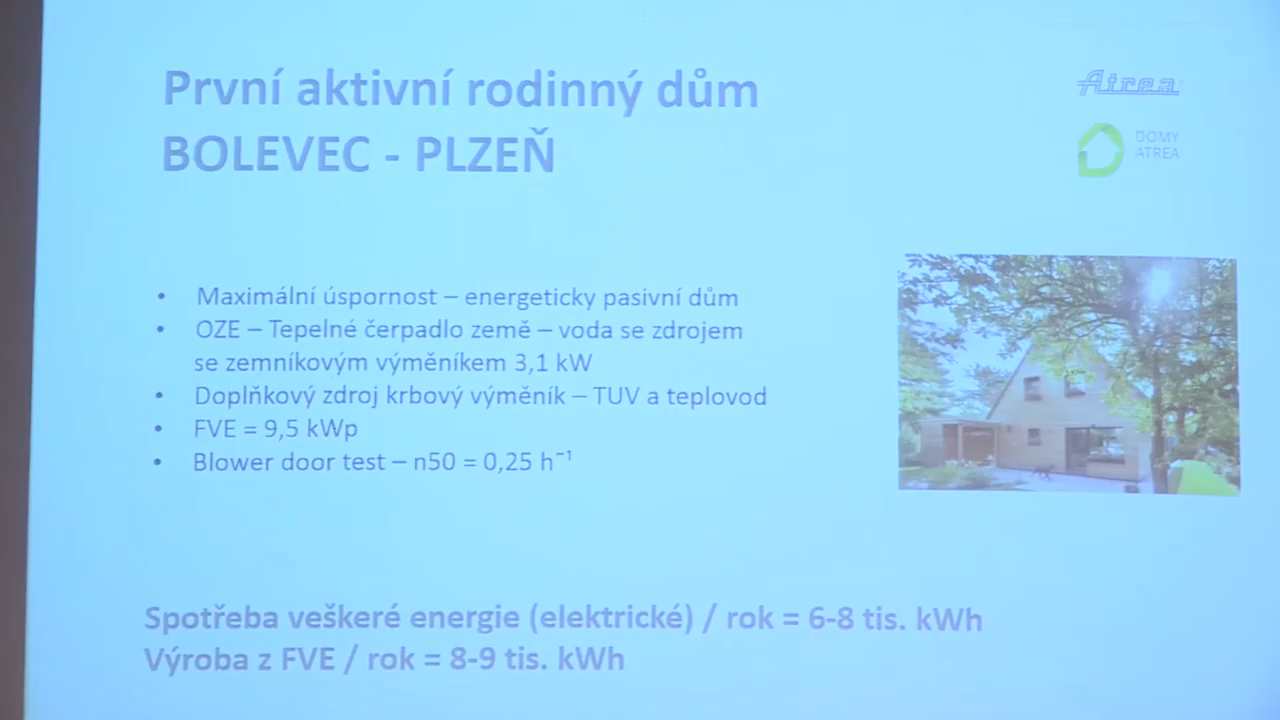 První aktivní rodinný dům
BOLEVEC - PLZEŇ
Atrea
DOMY
ATREA
• Maximální úspornost – energeticky pasivní dům
• OZE – Tepelné čerpadlo země – voda se zdrojem
se zemníkovým výměníkem 3,1 kW
• Doplňkový zdroj krbový výměník – TUV a teplovod
• FVE = 9,5 kWp
• Blower door test – n50 = 0,25 h⁻¹
Spotřeba veškeré energie (elektrické) / rok = 6-8 tis. kWh
Výroba z FVE / rok = 8-9 tis. kWh